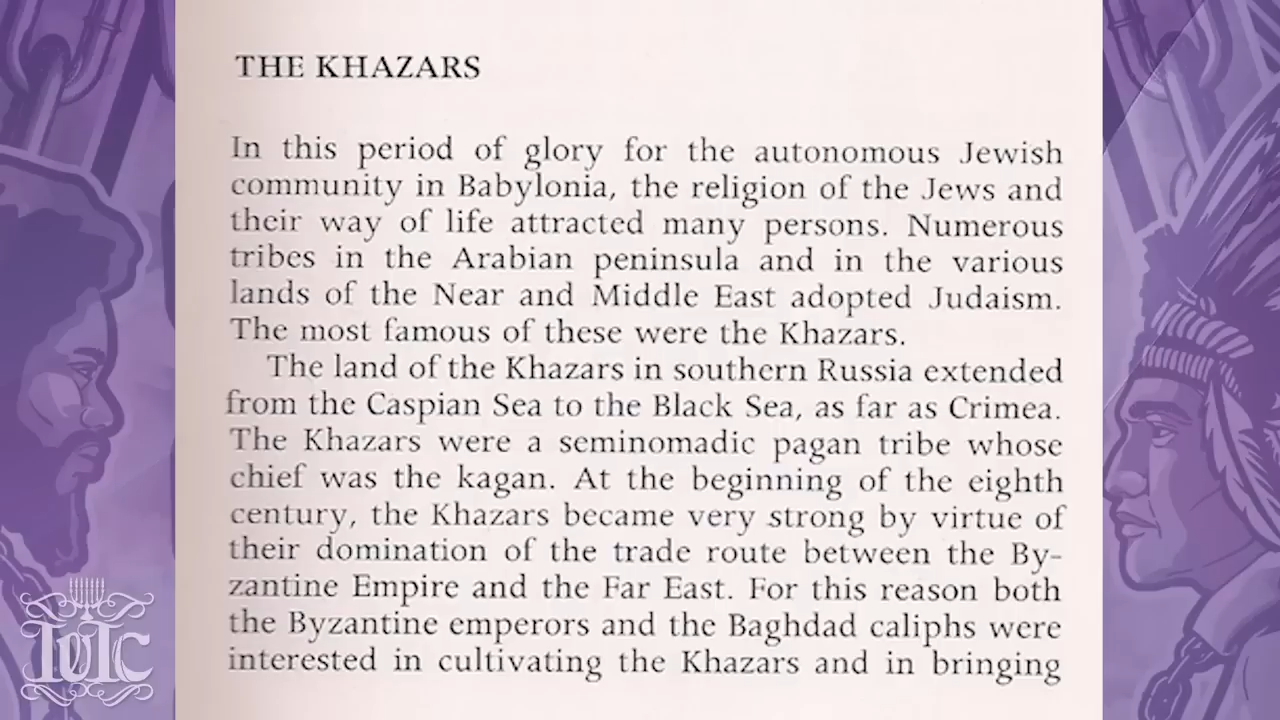 THE KHAZARS
In this period of glory for the autonomous Jewish
community in Babylonia, the religion of the Jews and
their way of life attracted many persons. Numerous
tribes in the Arabian peninsula and in the various
lands of the Near and Middle East adopted Judaism.
The most famous of these were the Khazars.
The land of the Khazars in southern Russia extended
from the Caspian Sea to the Black Sea, as far as Crimea.
The Khazars were a seminomadic pagan tribe whose
chief was the kagan. At the beginning of the eighth
century, the Khazars became very strong by virtue of
their domination of the trade route between the By-
zantine Empire and the Far East. For this reason both
the Byzantine emperors and the Baghdad caliphs were
interested in cultivating the Khazars and in bringing
IUIC